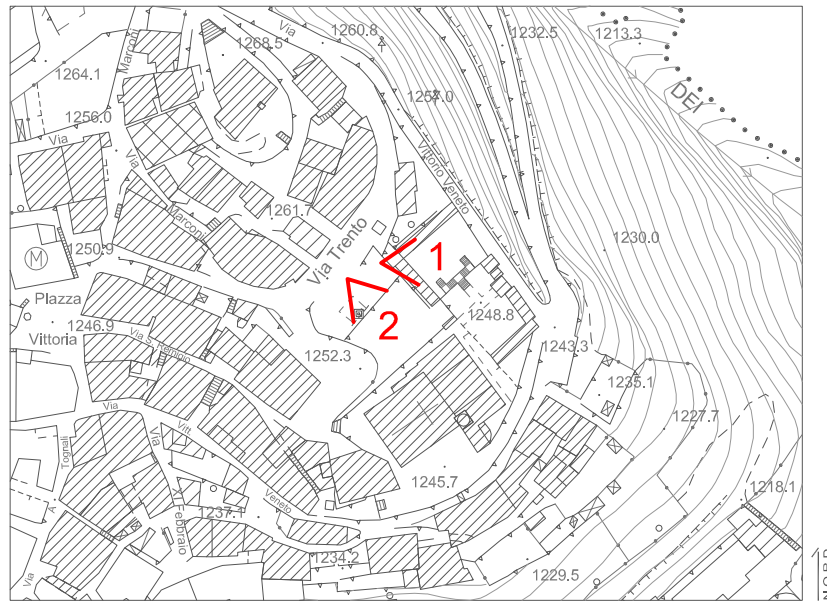 Via
1260.8
1232.5
1213.3
1268.5
Marconi
1264.1
DEI
1257.0
1256.0
Via
Via
Vittorio Veneto
1261.7
Marconi
Via Trento
1250.9
1230.0
M
1
Plazza
Vittoria
1246.9
2
1248.8
Via S. Remigio
1243.3
1252.3
1235.1
Via
Vitt.
1227.7
Via
Tognali
1245.7
1218.1
Veneto
XI Febbraio
1237.1
A.
1234.2
1229.5
Via
NORD